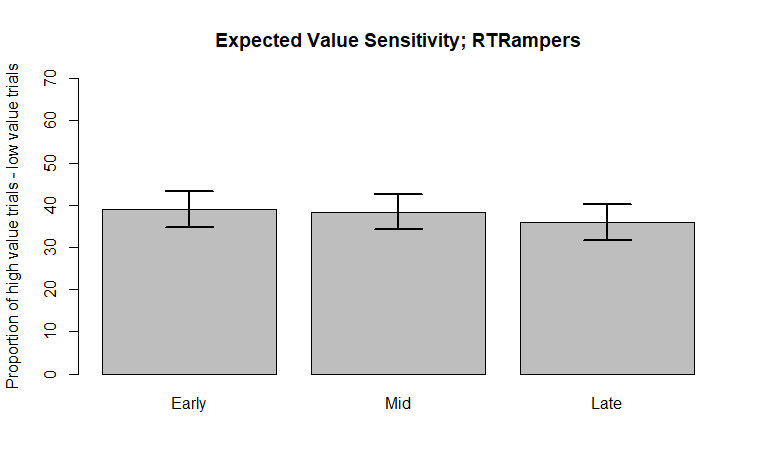 Expected Value Sensitivity; RTRampers
Proportion of high value trials - low value trials
70
60
50
40
30
20
10
0
Early Mid Late